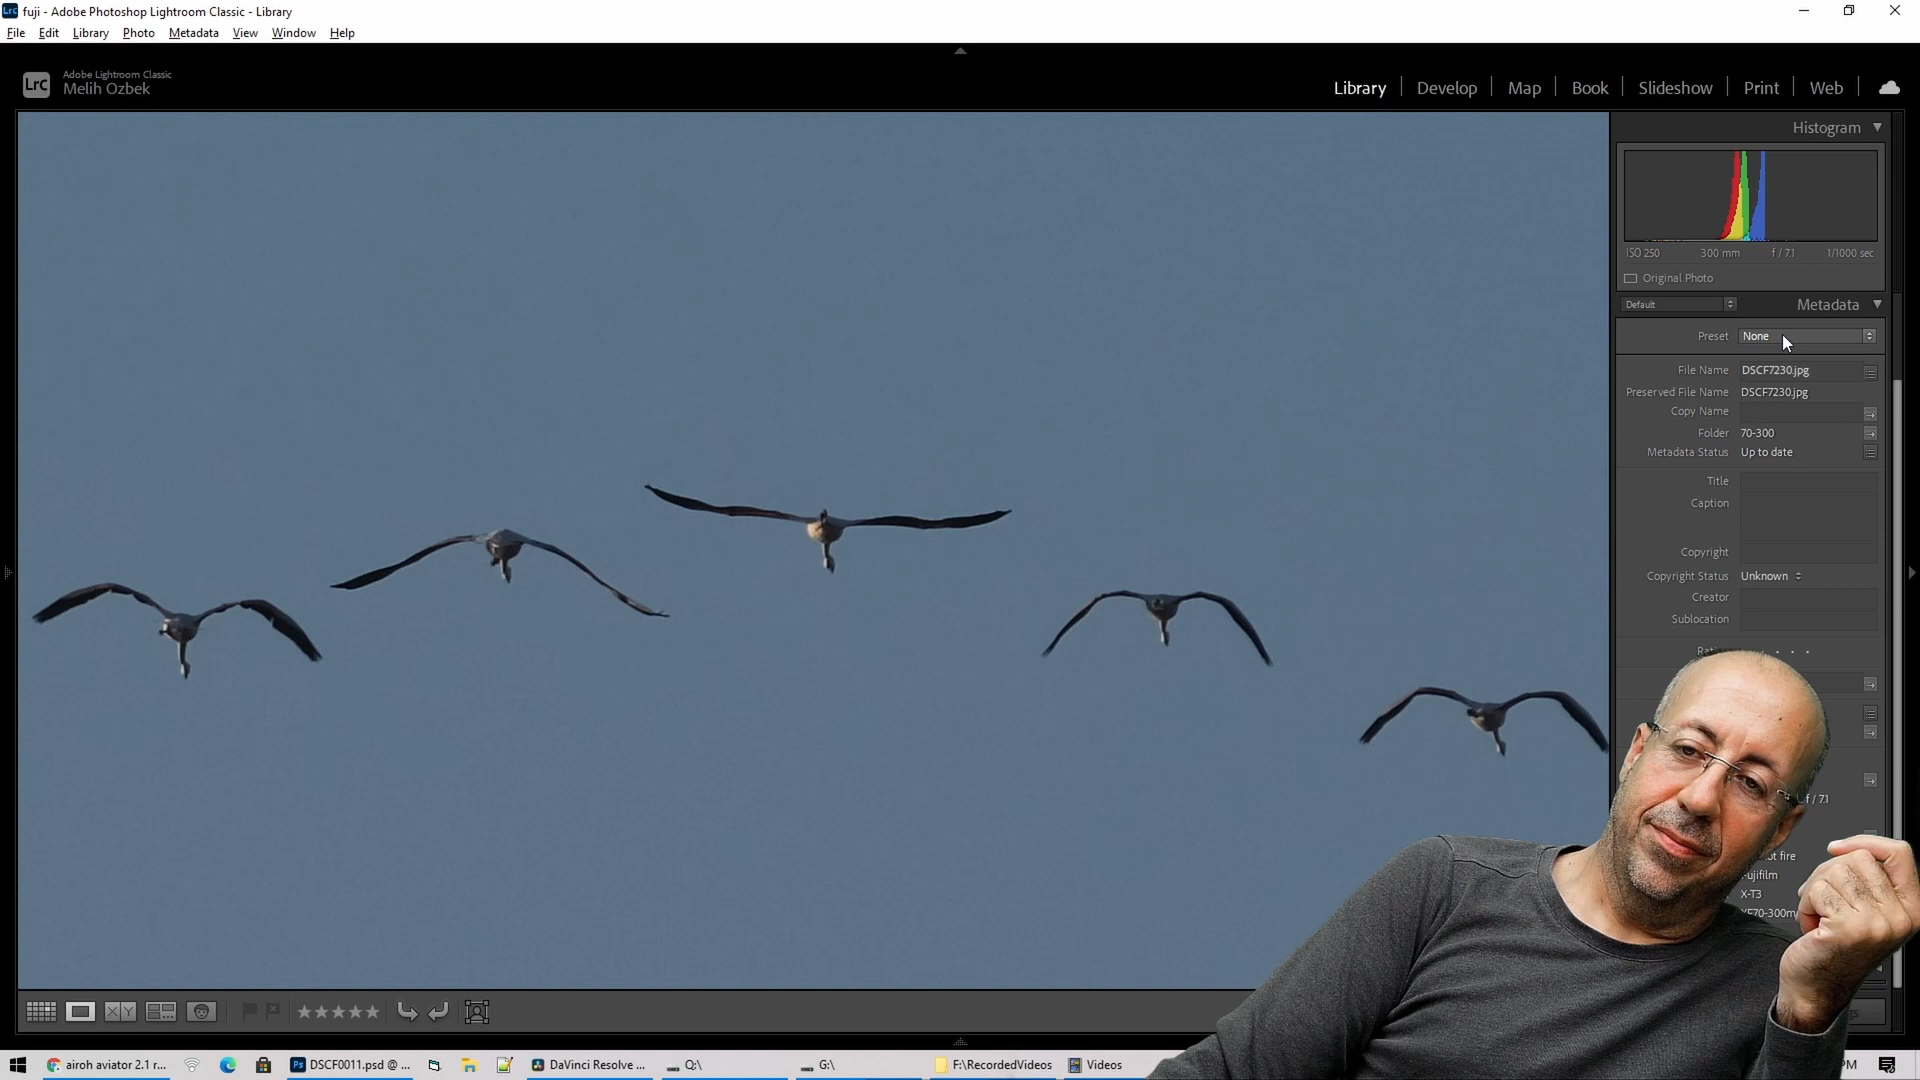 fuji - Adobe Photoshop Lightroom Classic - Library
File Edit Library Photo Metadata View Window Help
Lrc Adobe Lightroom Classic
Melih Ozbek
Library Develop Map Book Slideshow Print Web
Histogram
ISO 250 300 mm f / 7.1 1/1000 sec
Original Photo
Default Metadata
Preset None
File Name DSCF7230.jpg
Preserved File Name DSCF7230.jpg
Copy Name
Folder 70-300
Metadata Status Up to date
Title
Caption
Copyright
Copyright Status Unknown
Creator
Sublocation
f / 7.1
fire
X-T3
XY
airoh aviator 2.1 r...
Ps DSCF0011.psd @ ...
DaVinci Resolve ...
Q:\
G:\
F:\RecordedVideos
Videos